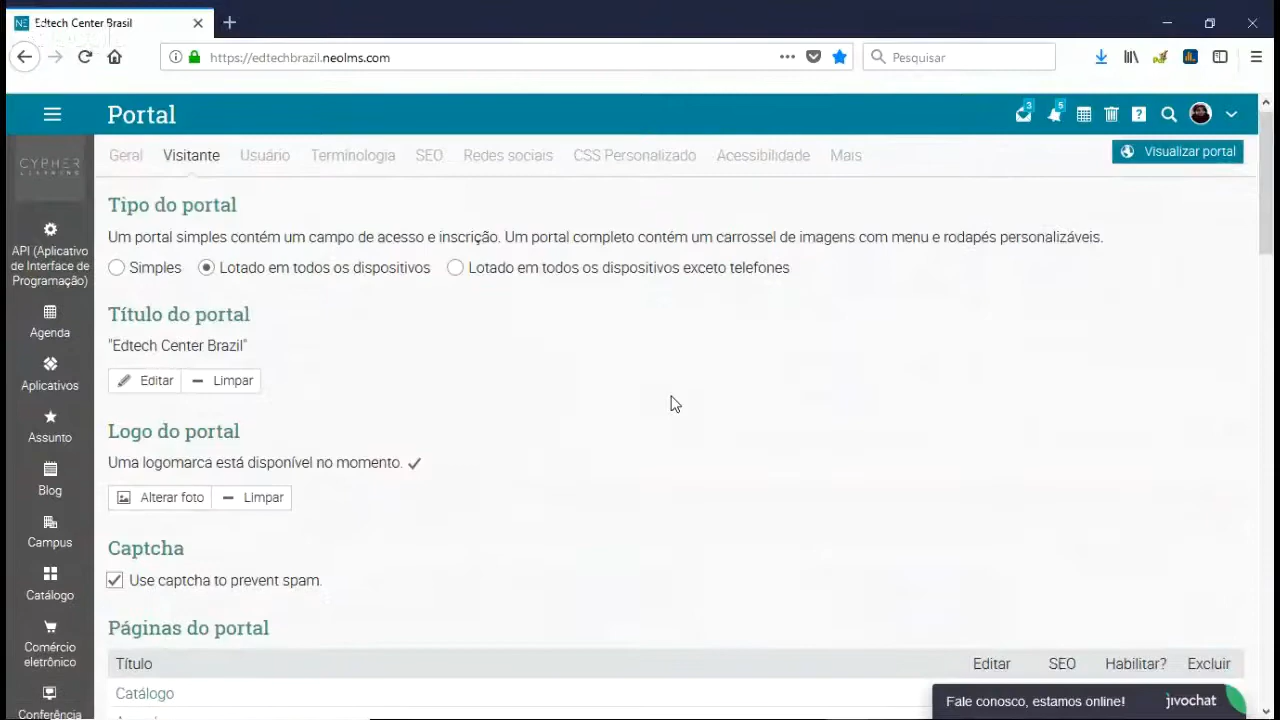 Edtech Center Brasil
https://edtechbrazil.neolms.com
Pesquisar
Portal
3
5
Geral Visitante Usuário Terminologia SEO Redes sociais CSS Personalizado Acessibilidade Mais
Visualizar portal
CYPHER
LEARNING
API (Aplicativo
de Interface de
Programação)
Agenda
Aplicativos
Assunto
Blog
Campus
Catálogo
Comércio
eletrônico
Conferência
Tipo do portal
Um portal simples contém um campo de acesso e inscrição. Um portal completo contém um carrossel de imagens com menu e rodapés personalizáveis.
Simples Lotado em todos os dispositivos Lotado em todos os dispositivos exceto telefones
Título do portal
"Edtech Center Brazil"
Editar Limpar
Logo do portal
Uma logomarca está disponível no momento.
Alterar foto Limpar
Captcha
Use captcha to prevent spam.
Páginas do portal
Título Editar SEO Habilitar? Excluir
Catálogo
Fale conosco, estamos online! jivochat